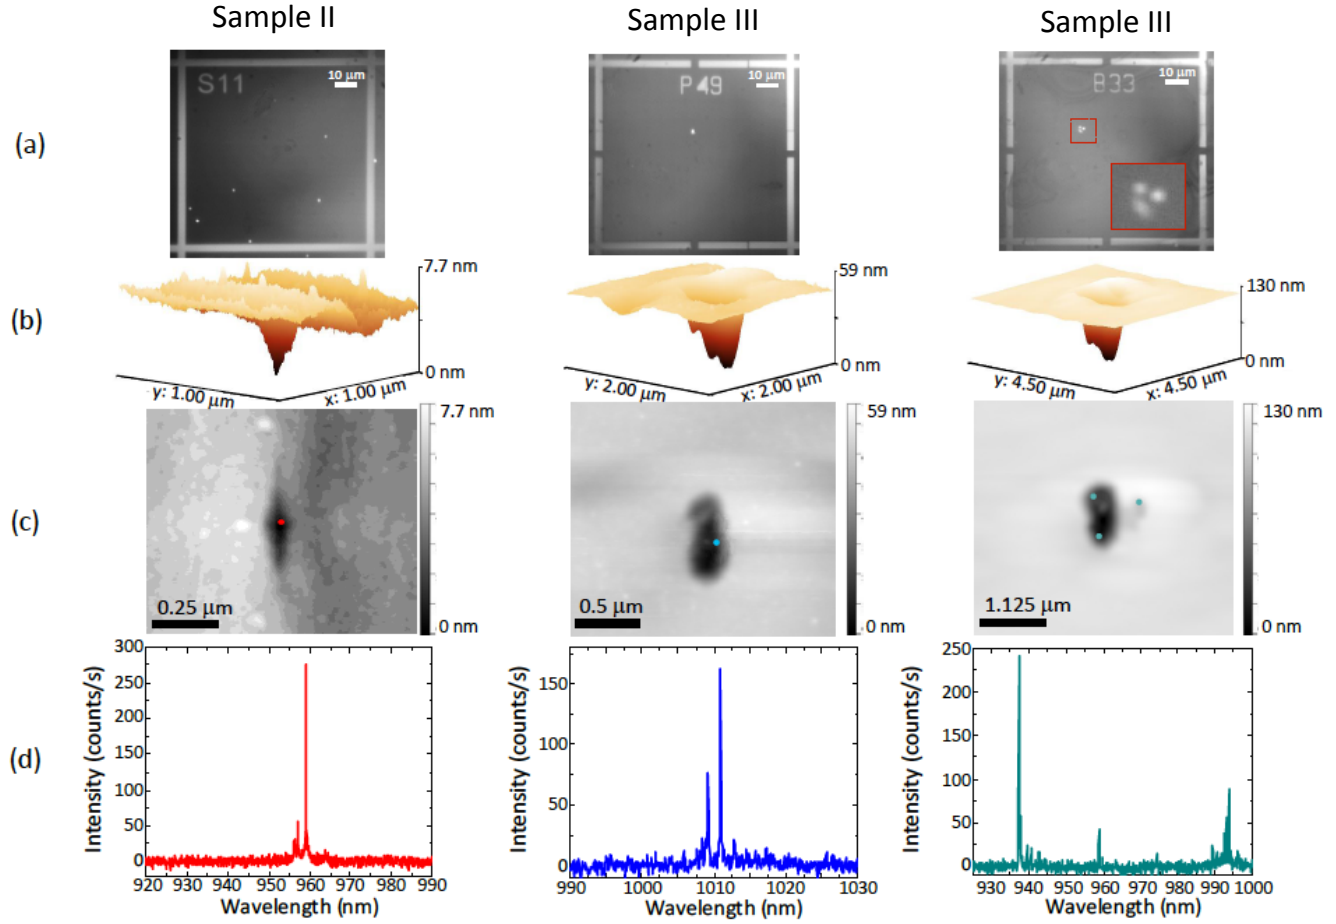 Sample II
Sample III
Sample III
(a)
S11
10 µm
P 49
10 µm
B33
10 µm
(b)
7.7 nm
0 nm
y: 1.00 µm
x: 1.00 µm
59 nm
0 nm
y: 2.00 µm
x: 2.00 µm
130 nm
0 nm
y: 4.50 µm
x: 4.50 µm
(c)
7.7 nm
0.25 µm
0 nm
59 nm
0.5 µm
0 nm
130 nm
1.125 µm
0 nm
(d)
Intensity (counts/s)
300
250
200
150
100
50
0
920 930 940 950 960 970 980 990
Wavelength (nm)
Intensity (counts/s)
150
100
50
0
990 1000 1010 1020 1030
Wavelength (nm)
Intensity (counts/s)
250
200
150
100
50
0
930 940 950 960 970 980 990 1000
Wavelength (nm)